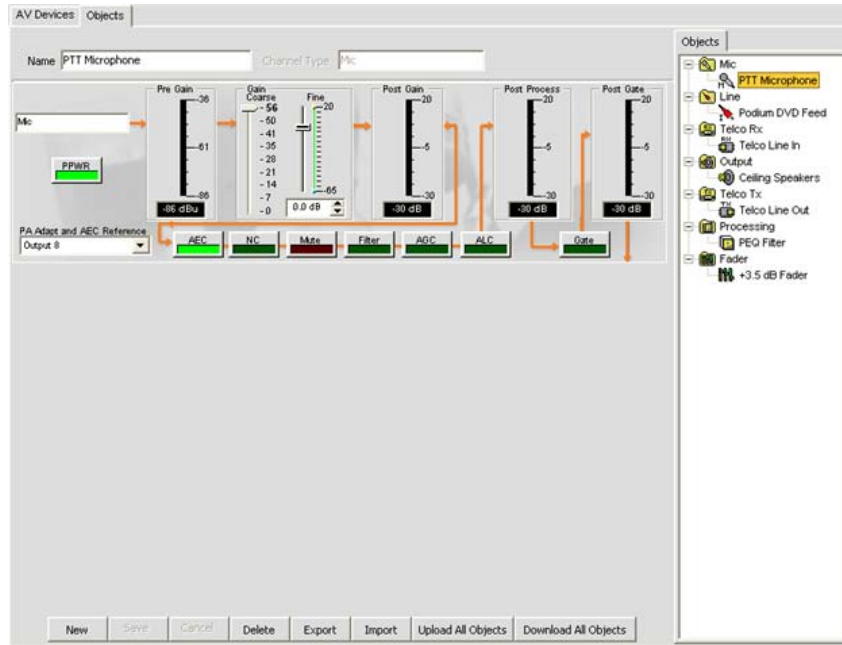 AV Devices Objects
Name PTT Microphone Channel Type Mic
Pre Gain
-36
-61
-86
-86 dBu
Gain
Coarse Fine
- 56
- 50
- 41
- 35
- 28
- 21
- 14
- 7
- 0
20
-65
0.0 dB
Post Gain
20
-5
-30
-30 dB
Post Process
20
-5
-30
-30 dB
Post Gate
20
-5
-30
-30 dB
Mic
PPWR
PA Adapt and AEC Reference
Output 8
AEC NC Mute Filter AGC ALC Gate
New Save Cancel Delete Export Import Upload All Objects Download All Objects
Objects
Mic
PTT Microphone
Line
Podium DVD Feed
Telco Rx
Telco Line In
Output
Ceiling Speakers
Telco Tx
Telco Line Out
Processing
PEQ Filter
Fader
+3.5 dB Fader